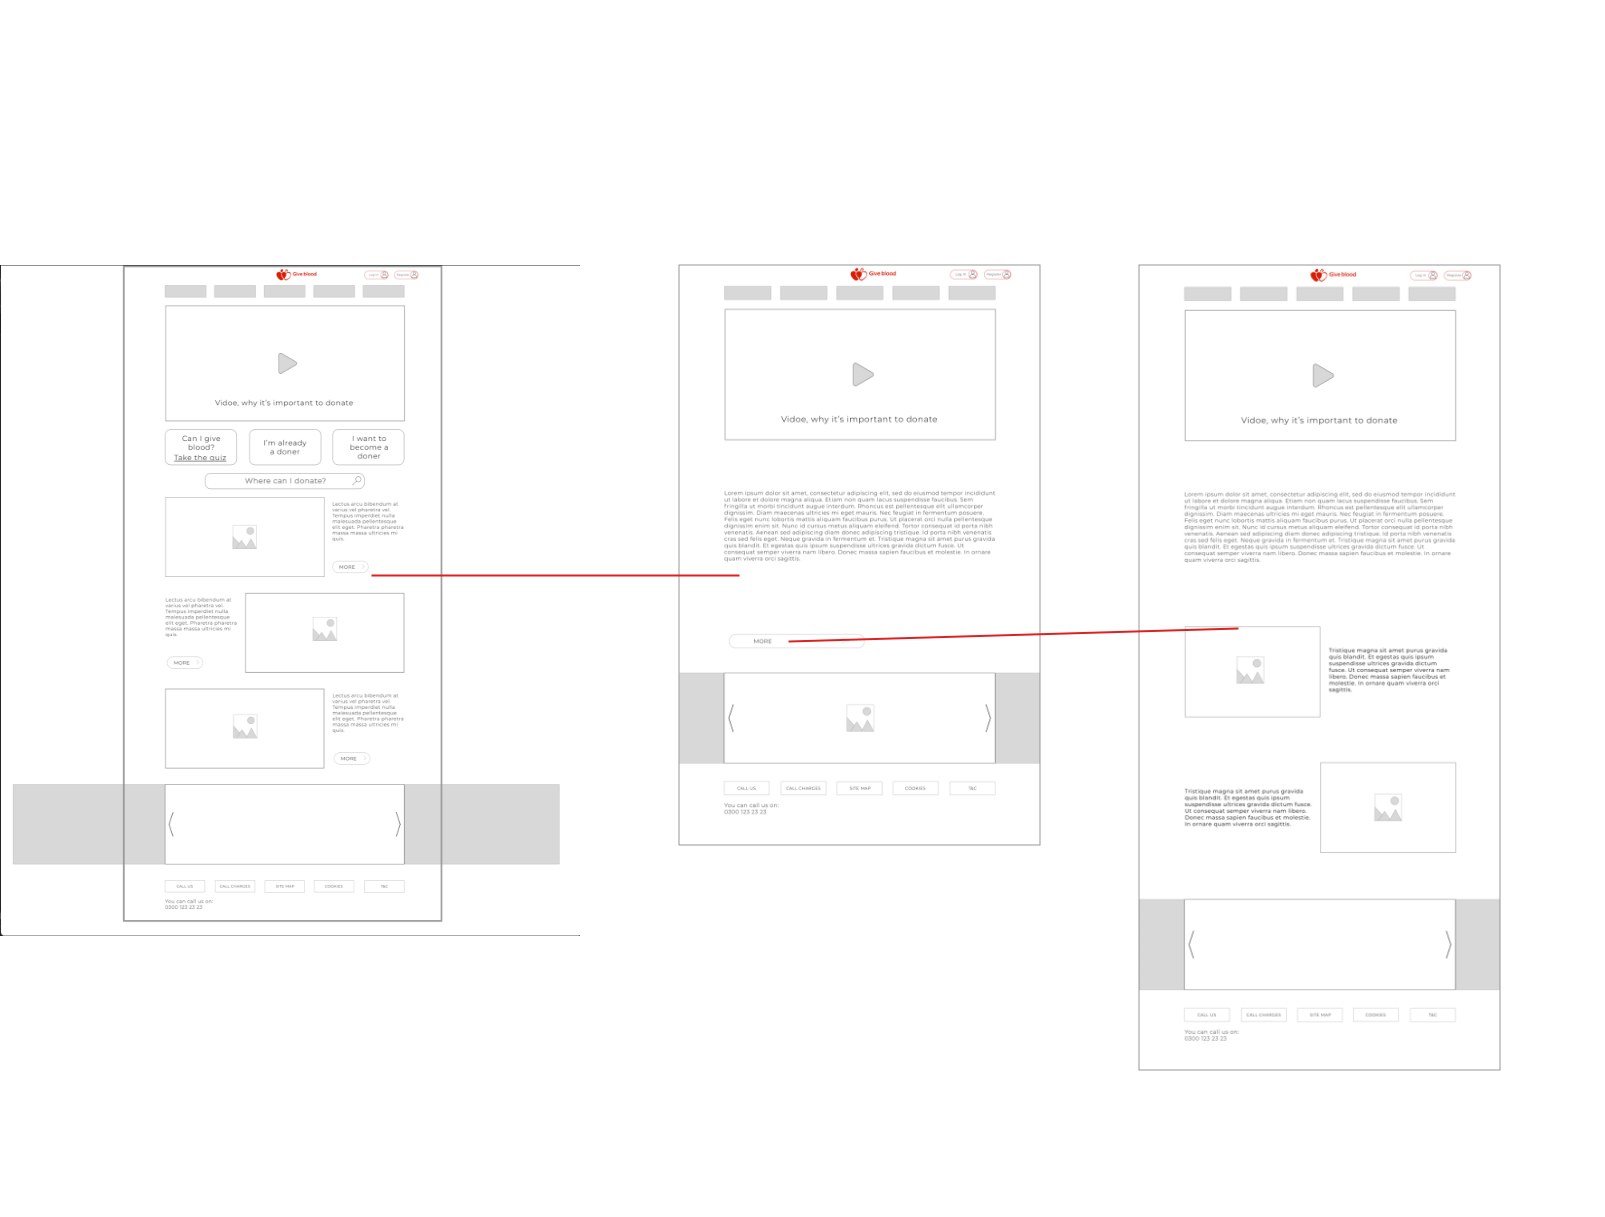 Give blood
Log in
Register
Vidoe, why it's important to donate
Can I give
blood?
Take the quiz
I'm already
a doner
I want to
become a
doner
Where can I donate?
Lectus arcu bibendum at
varius vel pharetra vel.
Tempus imperdiet nulla
malesuada pellentesque
elit eget. Pharetra pharetra
massa massa ultricies mi
quis.
MORE
Lectus arcu bibendum at
varius vel pharetra vel.
Tempus imperdiet nulla
malesuada pellentesque
elit eget. Pharetra pharetra
massa massa ultricies mi
quis.
MORE
Lectus arcu bibendum at
varius vel pharetra vel.
Tempus imperdiet nulla
malesuada pellentesque
elit eget. Pharetra pharetra
massa massa ultricies mi
quis.
MORE
CALL US
CALL CHARGES
SITE MAP
COOKIES
T&C
You can call us on:
0300 123 23 23
Give blood
Log in
Register
Vidoe, why it's important to donate
Lorem ipsum dolor sit amet, consectetur adipiscing elit, sed do eiusmod tempor incididunt
ut labore et dolore magna aliqua. Etiam non quam lacus suspendisse faucibus. Sem
fringilla ut morbi tincidunt augue interdum. Rhoncus est pellentesque elit ullamcorper
dignissim. Diam maecenas ultricies mi eget mauris. Nec feugiat in fermentum posuere.
Felis eget nunc lobortis mattis aliquam faucibus purus. Ut placerat orci nulla pellentesque
dignissim enim sit. Nunc id cursus metus aliquam eleifend. Tortor consequat id porta nibh
venenatis. Aenean sed adipiscing diam donec adipiscing tristique. Id porta nibh venenatis
cras sed felis eget. Neque gravida in fermentum et. Tristique magna sit amet purus gravida
quis blandit. Et egestas quis ipsum suspendisse ultrices gravida dictum fusce. Ut
consequat semper viverra nam libero. Donec massa sapien faucibus et molestie. In ornare
quam viverra orci sagittis.
MORE
CALL US
CALL CHARGES
SITE MAP
COOKIES
T&C
You can call us on:
0300 123 23 23
Give blood
Log in
Register
Vidoe, why it's important to donate
Lorem ipsum dolor sit amet, consectetur adipiscing elit, sed do eiusmod tempor incididunt
ut labore et dolore magna aliqua. Etiam non quam lacus suspendisse faucibus. Sem
fringilla ut morbi tincidunt augue interdum. Rhoncus est pellentesque elit ullamcorper
dignissim. Diam maecenas ultricies mi eget mauris. Nec feugiat in fermentum posuere.
Felis eget nunc lobortis mattis aliquam faucibus purus. Ut placerat orci nulla pellentesque
dignissim enim sit. Nunc id cursus metus aliquam eleifend. Tortor consequat id porta nibh
venenatis. Aenean sed adipiscing diam donec adipiscing tristique. Id porta nibh venenatis
cras sed felis eget. Neque gravida in fermentum et. Tristique magna sit amet purus gravida
quis blandit. Et egestas quis ipsum suspendisse ultrices gravida dictum fusce. Ut
consequat semper viverra nam libero. Donec massa sapien faucibus et molestie. In ornare
quam viverra orci sagittis.
Tristique magna sit amet purus gravida
quis blandit. Et egestas quis ipsum
suspendisse ultrices gravida dictum
fusce. Ut consequat semper viverra nam
libero. Donec massa sapien faucibus et
molestie. In ornare quam viverra orci
sagittis.
Tristique magna sit amet purus gravida
quis blandit. Et egestas quis ipsum
suspendisse ultrices gravida dictum fusce.
Ut consequat semper viverra nam libero.
Donec massa sapien faucibus et molestie.
In ornare quam viverra orci sagittis.
CALL US
CALL CHARGES
SITE MAP
COOKIES
T&C
You can call us on:
0300 123 23 23